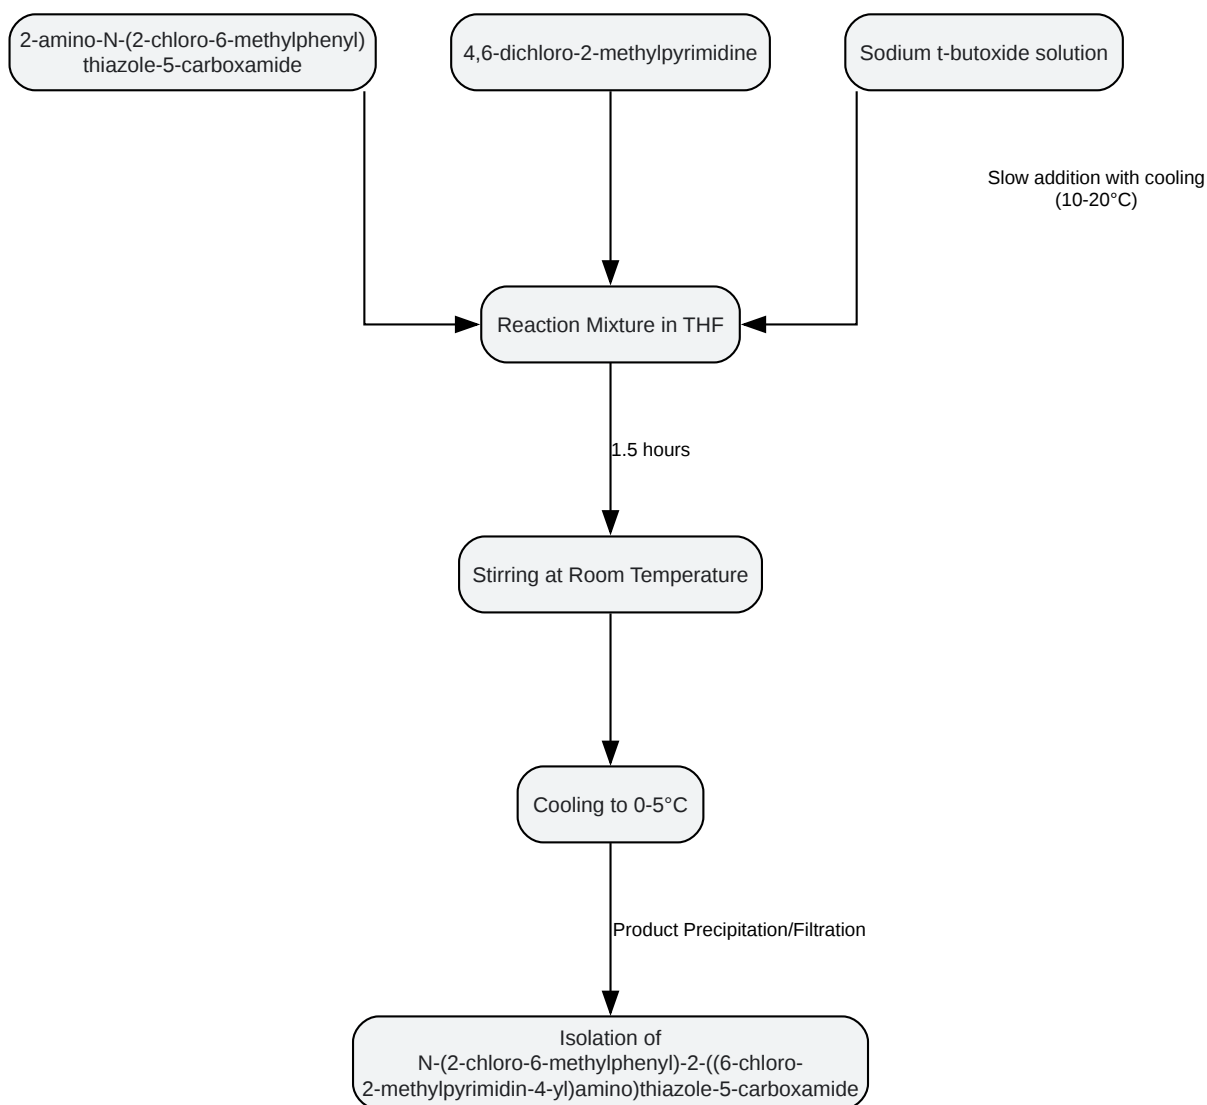 2-amino-N-(2-chloro-6-methylphenyl)
thiazole-5-carboxamide
4,6-dichloro-2-methylpyrimidine
Sodium t-butoxide solution
Slow addition with cooling
(10-20°C)
Reaction Mixture in THF
1.5 hours
Stirring at Room Temperature
Cooling to 0-5°C
Product Precipitation/Filtration
Isolation of
N-(2-chloro-6-methylphenyl)-2-((6-chloro-
2-methylpyrimidin-4-yl)amino)thiazole-5-carboxamide